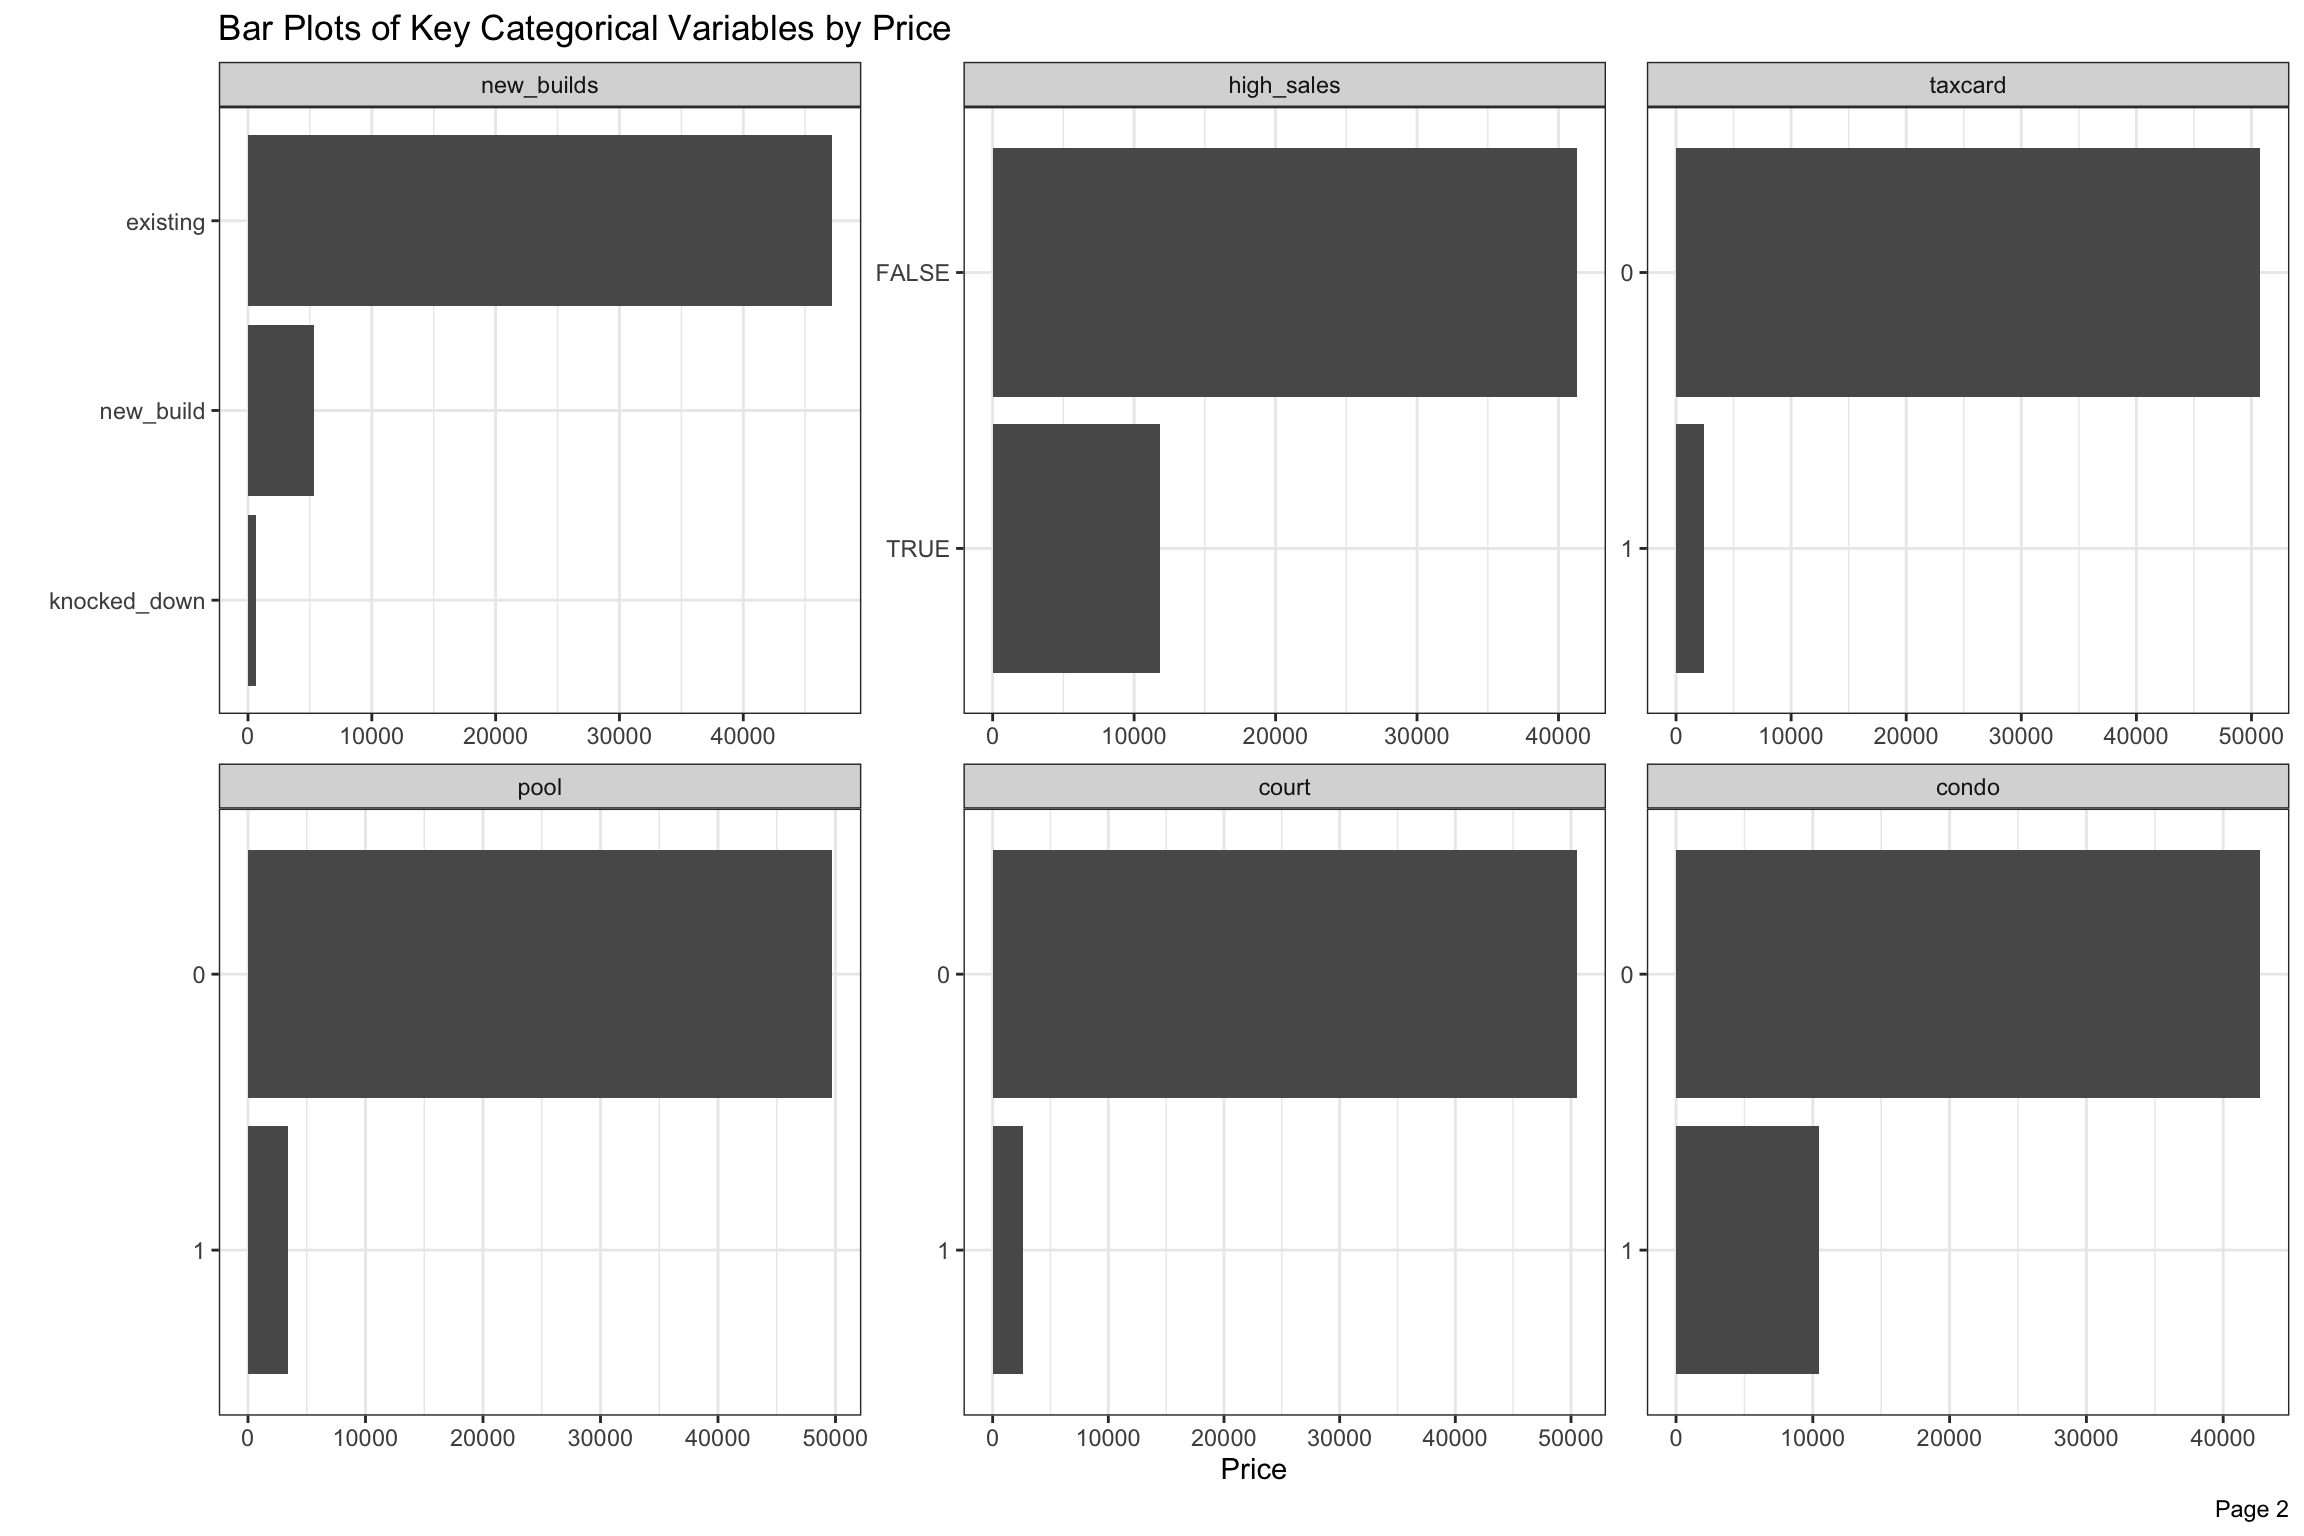 Bar Plots of Key Categorical Variables by Price
new_builds
existing
new_build
knocked_down
0 10000 20000 30000 40000
high_sales
FALSE
TRUE
0 10000 20000 30000 40000
taxcard
0
1
0 10000 20000 30000 40000 50000
pool
0
1
0 10000 20000 30000 40000 50000
court
0
1
0 10000 20000 30000 40000 50000
condo
0
1
0 10000 20000 30000 40000
Price
Page 2